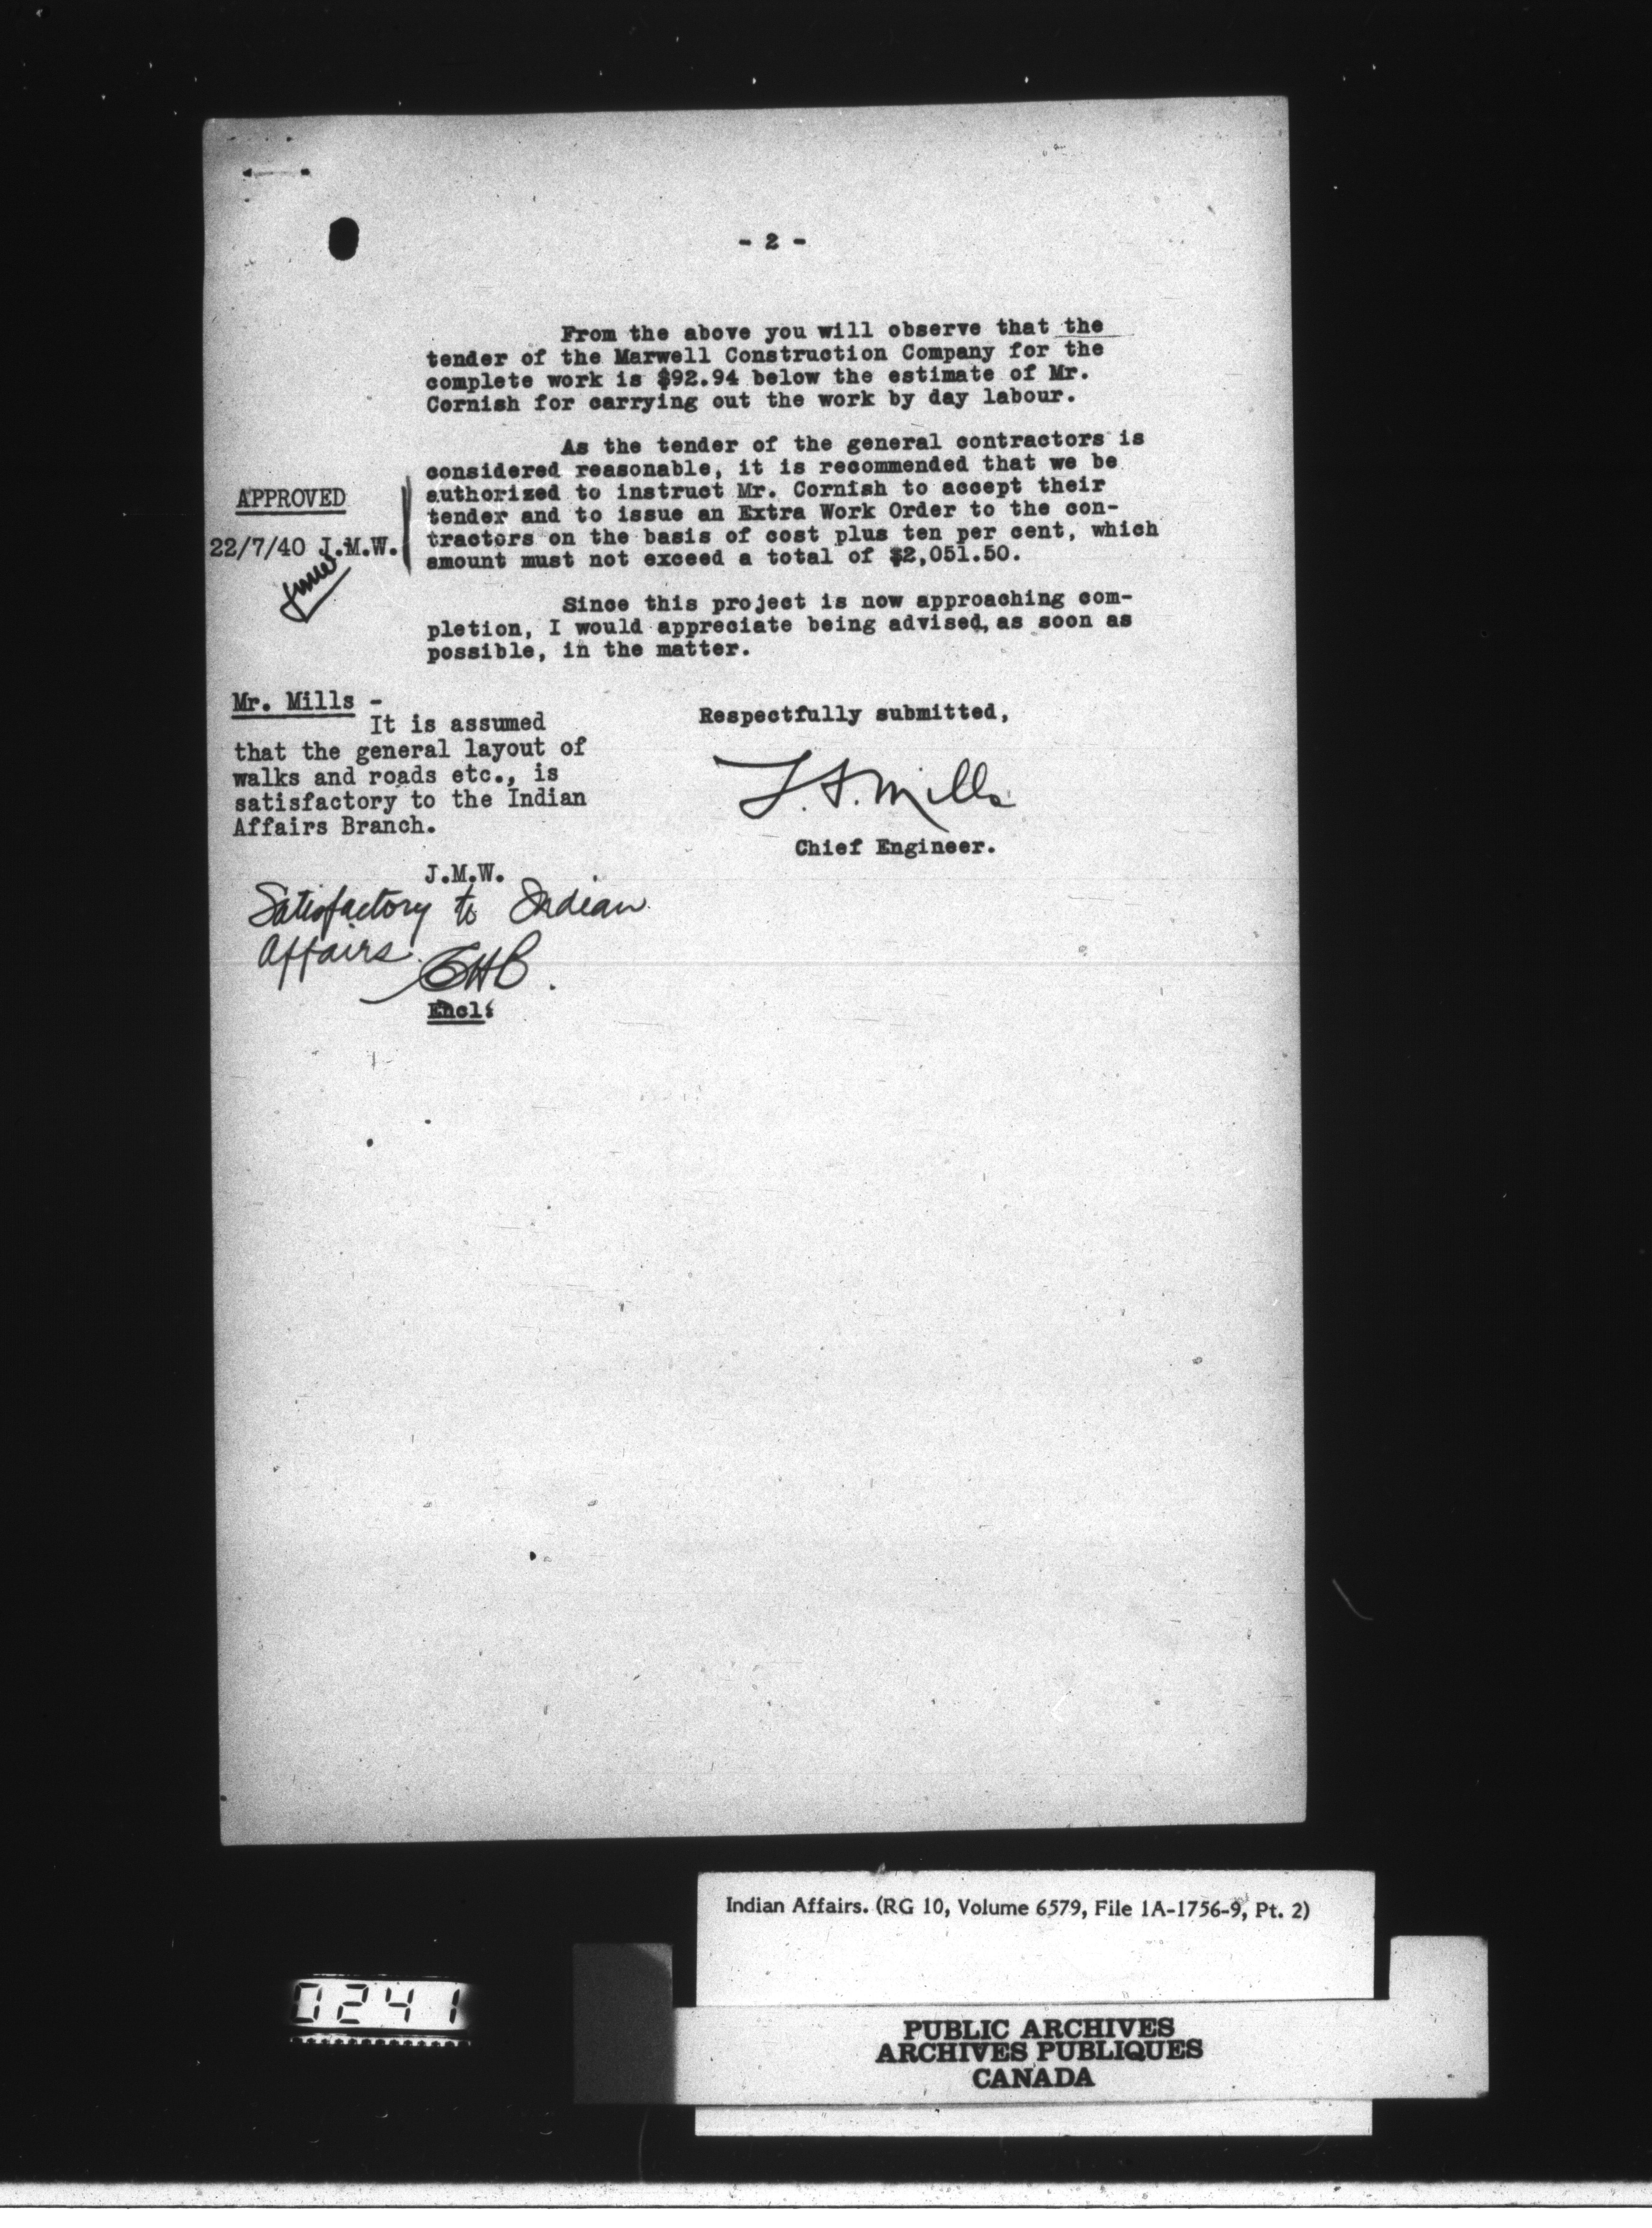 - 2 -
From the above you will observe that the
tender of the Marwell Construction Company for the
complete work is $92.94 below the estimate of Mr.
Cornish for carrying out the work by day labour.
As the tender of the general contractors is
considered reasonable, it is recommended that we be
authorized to instruct Mr. Cornish to accept their
tender and to issue an Extra Work Order to the con-
tractors on the basis of cost plus ten per cent, which
amount must not exceed a total of $2,051.50.
APPROVED
22/7/40 J.M.W.
Since this project is now approaching com-
pletion, I would appreciate being advised, as soon as
possible, in the matter.
Mr. Mills -
It is assumed
that the general layout of
walks and roads etc., is
satisfactory to the Indian
Affairs Branch.
J.M.W.
Respectfully submitted,
T.S. Mills
Chief Engineer.
Satisfactory to Indian
Affairs.
Encl:
Indian Affairs. (RG 10, Volume 6579, File 1A-1756-9, Pt. 2)
0241
PUBLIC ARCHIVES
ARCHIVES PUBLIQUES
CANADA